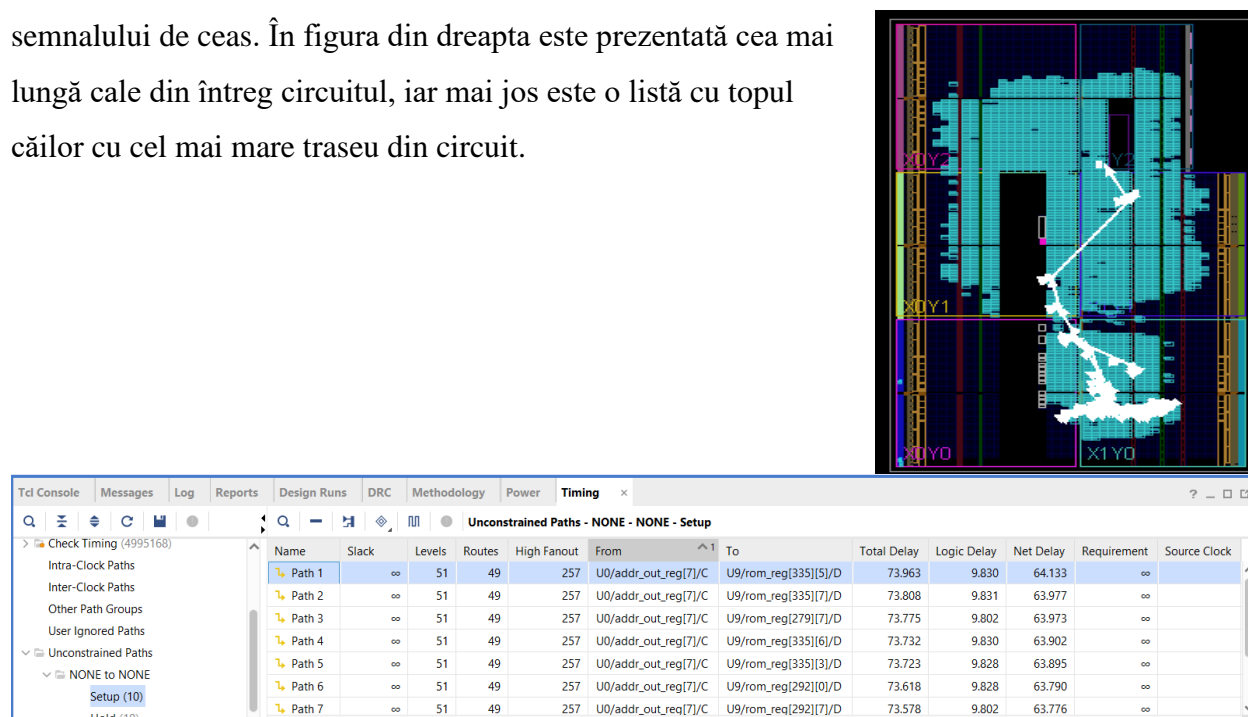 semnalului de ceas. În figura din dreapta este prezentată cea mai
lungă cale din întreg circuitul, iar mai jos este o listă cu topul
căilor cu cel mai mare traseu din circuit.
X0Y2
Y2
X0Y1
X0Y0
X1Y0
Tcl Console Messages Log Reports Design Runs DRC Methodology Power Timing ×
Unconstrained Paths - NONE - NONE - Setup
Check Timing (4995168)
Intra-Clock Paths
Inter-Clock Paths
Other Path Groups
User Ignored Paths
Unconstrained Paths
NONE to NONE
Setup (10)
Hold (10)
Name Slack Levels Routes High Fanout From 1 To Total Delay Logic Delay Net Delay Requirement Source Clock
Path 1 ∞ 51 49 257 U0/addr_out_reg[7]/C U9/rom_reg[335][5]/D 73.963 9.830 64.133 ∞
Path 2 ∞ 51 49 257 U0/addr_out_reg[7]/C U9/rom_reg[335][7]/D 73.808 9.831 63.977 ∞
Path 3 ∞ 51 49 257 U0/addr_out_reg[7]/C U9/rom_reg[279][7]/D 73.775 9.802 63.973 ∞
Path 4 ∞ 51 49 257 U0/addr_out_reg[7]/C U9/rom_reg[335][6]/D 73.732 9.830 63.902 ∞
Path 5 ∞ 51 49 257 U0/addr_out_reg[7]/C U9/rom_reg[335][3]/D 73.723 9.828 63.895 ∞
Path 6 ∞ 51 49 257 U0/addr_out_reg[7]/C U9/rom_reg[292][0]/D 73.618 9.828 63.790 ∞
Path 7 ∞ 51 49 257 U0/addr_out_reg[7]/C U9/rom_reg[292][7]/D 73.578 9.802 63.776 ∞